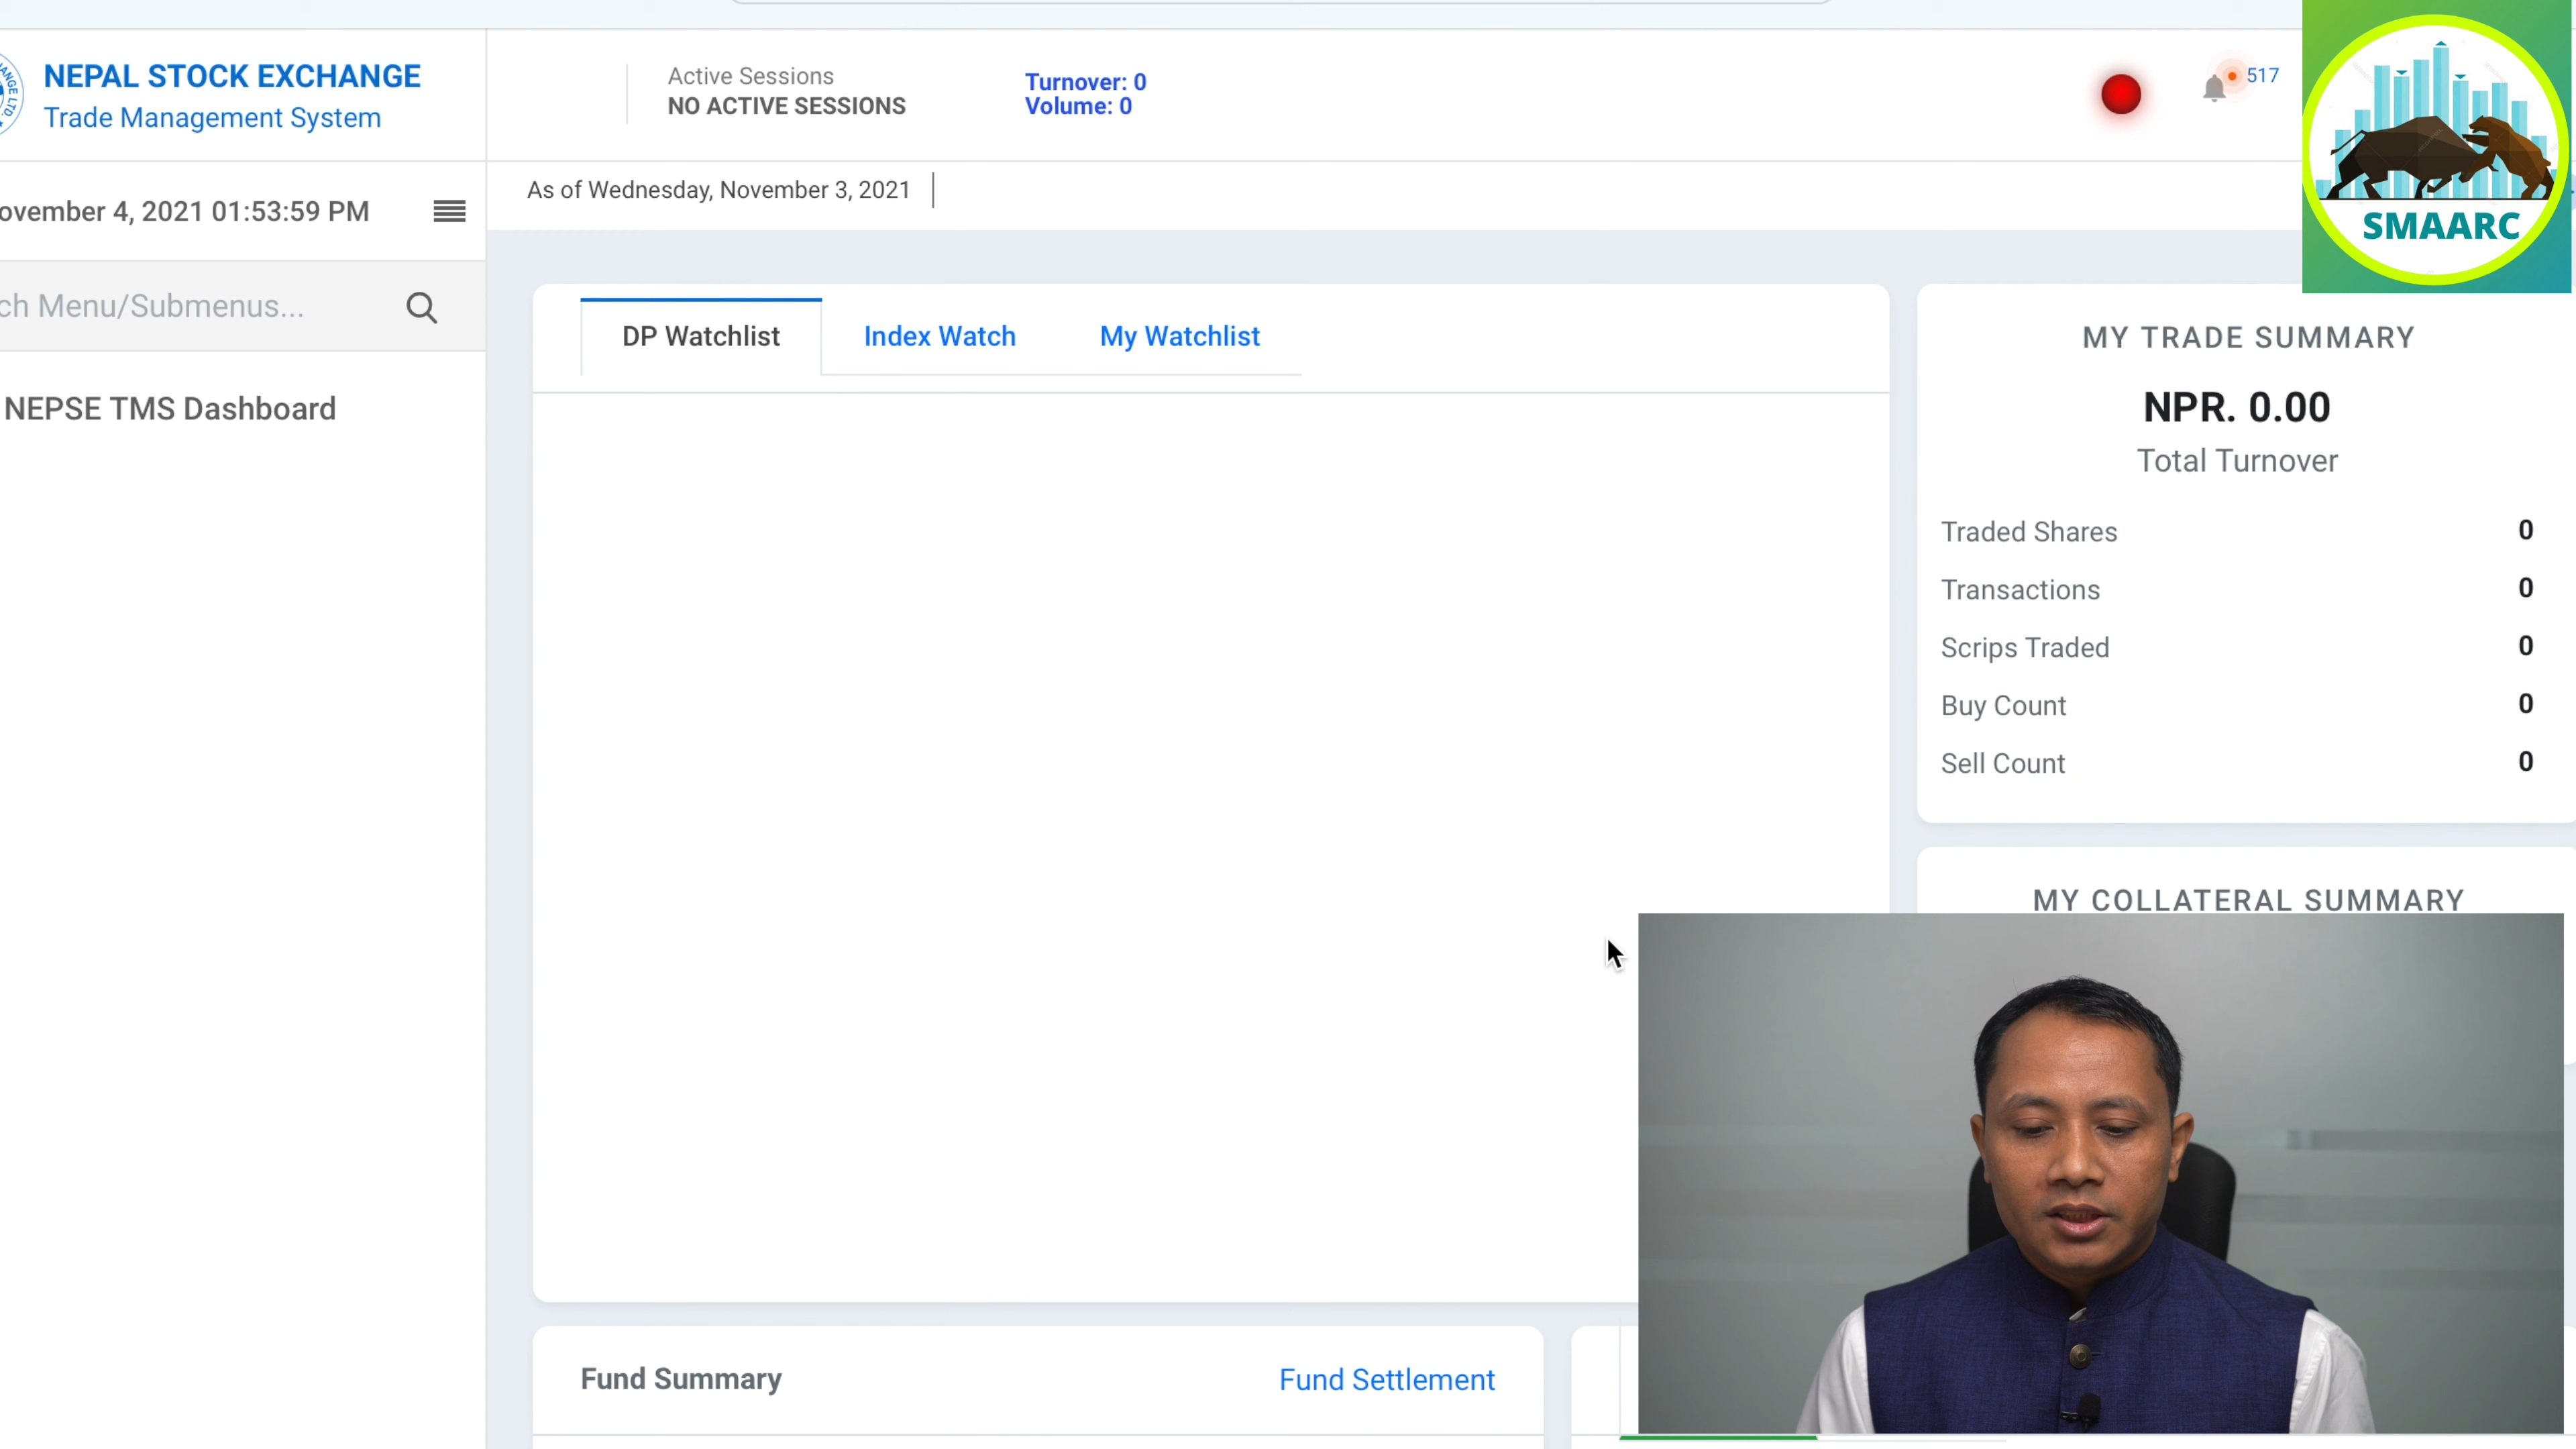 NEPAL STOCK EXCHANGE
Trade Management System
Active Sessions
NO ACTIVE SESSIONS
Turnover: 0
Volume: 0
517
SMAARC
ovember 4, 2021 01:53:59 PM
As of Wednesday, November 3, 2021
ch Menu/Submenus...
NEPSE TMS Dashboard
DP Watchlist
Index Watch
My Watchlist
MY TRADE SUMMARY
NPR. 0.00
Total Turnover
Traded Shares 0
Transactions 0
Scrips Traded 0
Buy Count 0
Sell Count 0
MY COLLATERAL SUMMARY
Fund Summary
Fund Settlement